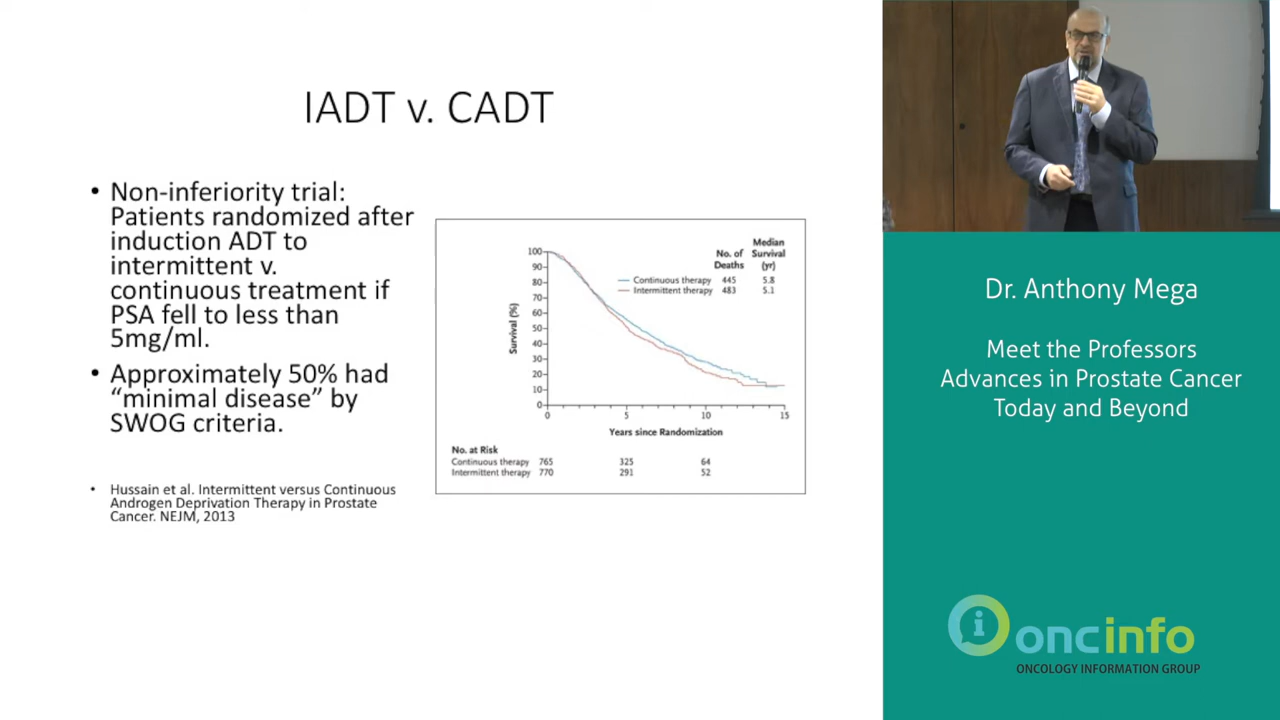 IADT v. CADT
• Non-inferiority trial:
Patients randomized after
induction ADT to
intermittent v.
continuous treatment if
PSA fell to less than
5mg/ml.
• Approximately 50% had
“minimal disease” by
SWOG criteria.
• Hussain et al. Intermittent versus Continuous
Androgen Deprivation Therapy in Prostate
Cancer. NEJM, 2013
No. of Deaths
Median Survival (yr)
Continuous therapy 445 5.8
Intermittent therapy 483 5.1
Survival (%)
100
90
80
70
60
50
40
30
20
10
0
0 5 10 15
Years since Randomization
No. at Risk
Continuous therapy 765 325 64
Intermittent therapy 770 291 52
Dr. Anthony Mega
Meet the Professors
Advances in Prostate Cancer
Today and Beyond
i oncinfo
ONCOLOGY INFORMATION GROUP